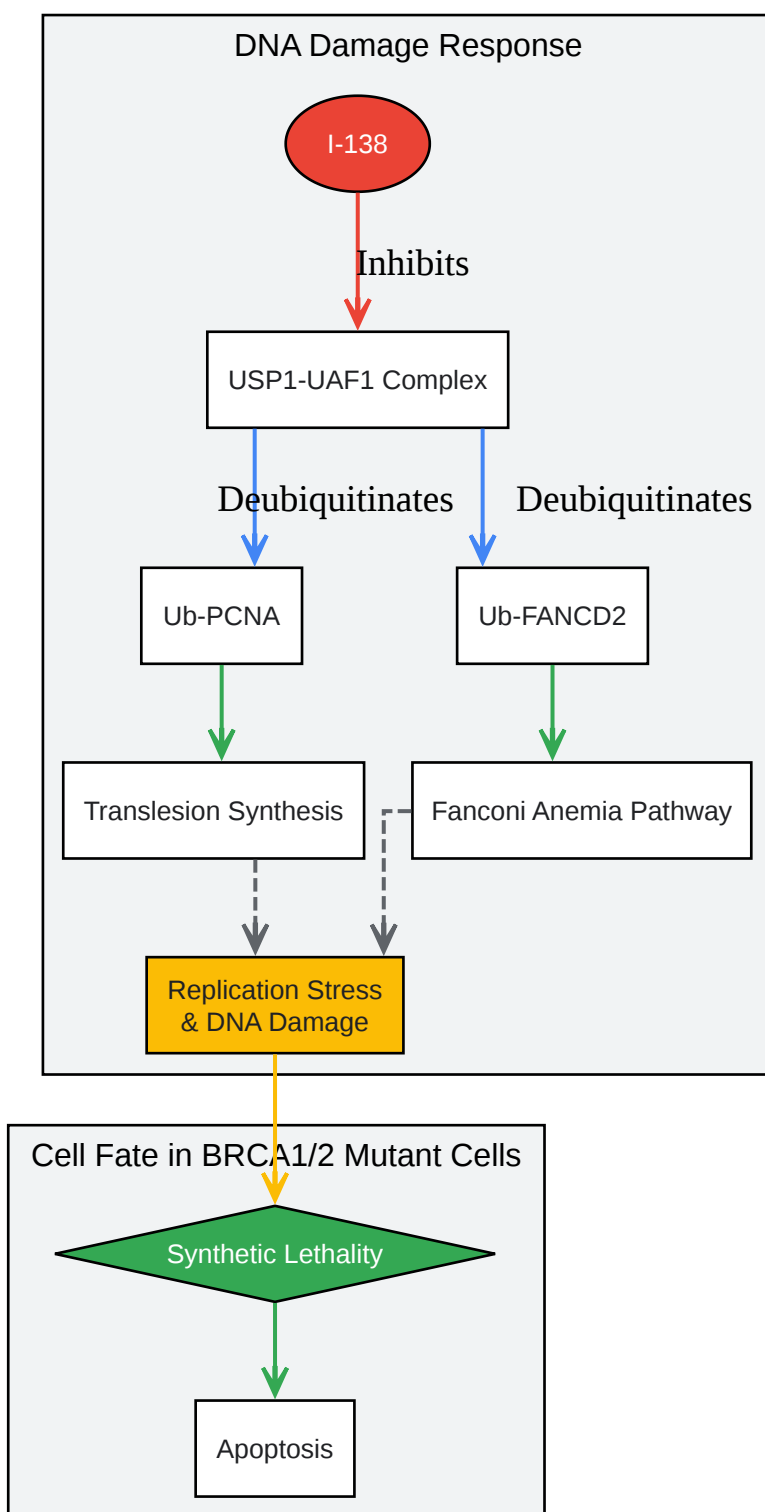 DNA Damage Response
I-138
Inhibits
USP1-UAF1 Complex
Deubiquitinates
Deubiquitinates
Ub-PCNA
Ub-FANCD2
Translesion Synthesis
Fanconi Anemia Pathway
Replication Stress
& DNA Damage
Cell Fate in BRCA1/2 Mutant Cells
Synthetic Lethality
Apoptosis